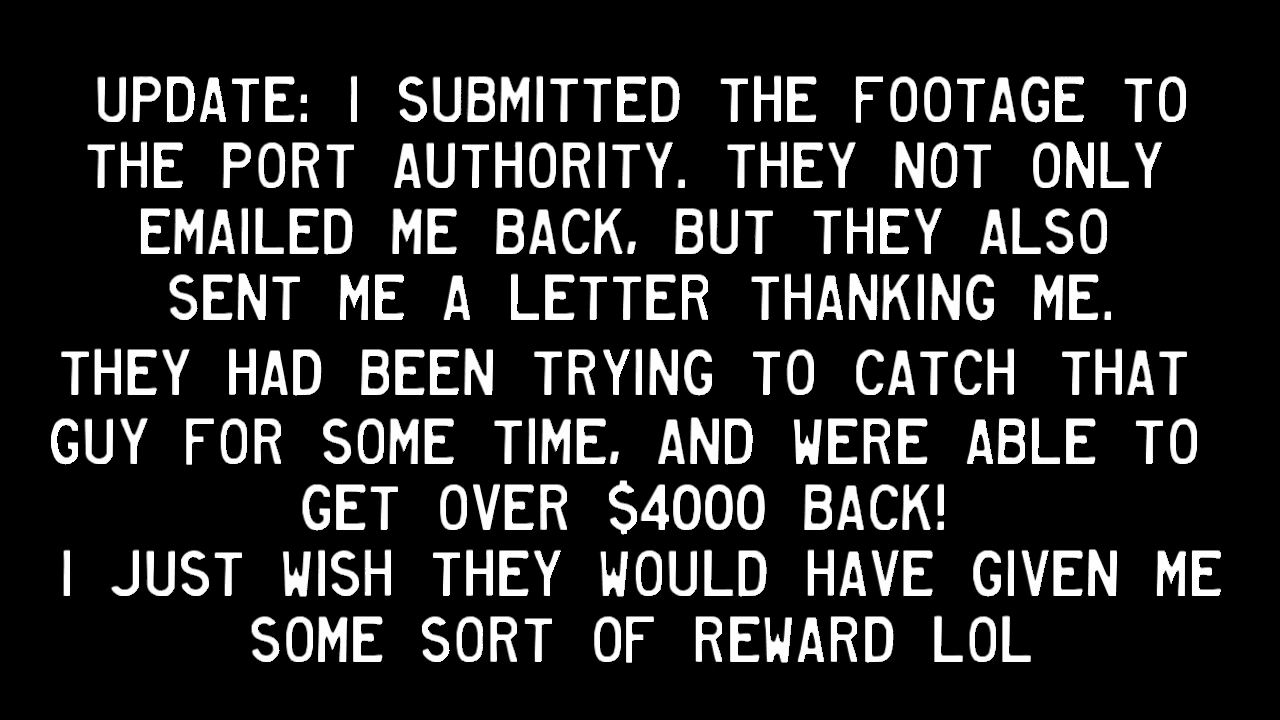 UPDATE: I SUBMITTED THE FOOTAGE TO
THE PORT AUTHORITY. THEY NOT ONLY
EMAILED ME BACK, BUT THEY ALSO
SENT ME A LETTER THANKING ME.
THEY HAD BEEN TRYING TO CATCH THAT
GUY FOR SOME TIME, AND WERE ABLE TO
GET OVER $4000 BACK!
I JUST WISH THEY WOULD HAVE GIVEN ME
SOME SORT OF REWARD LOL